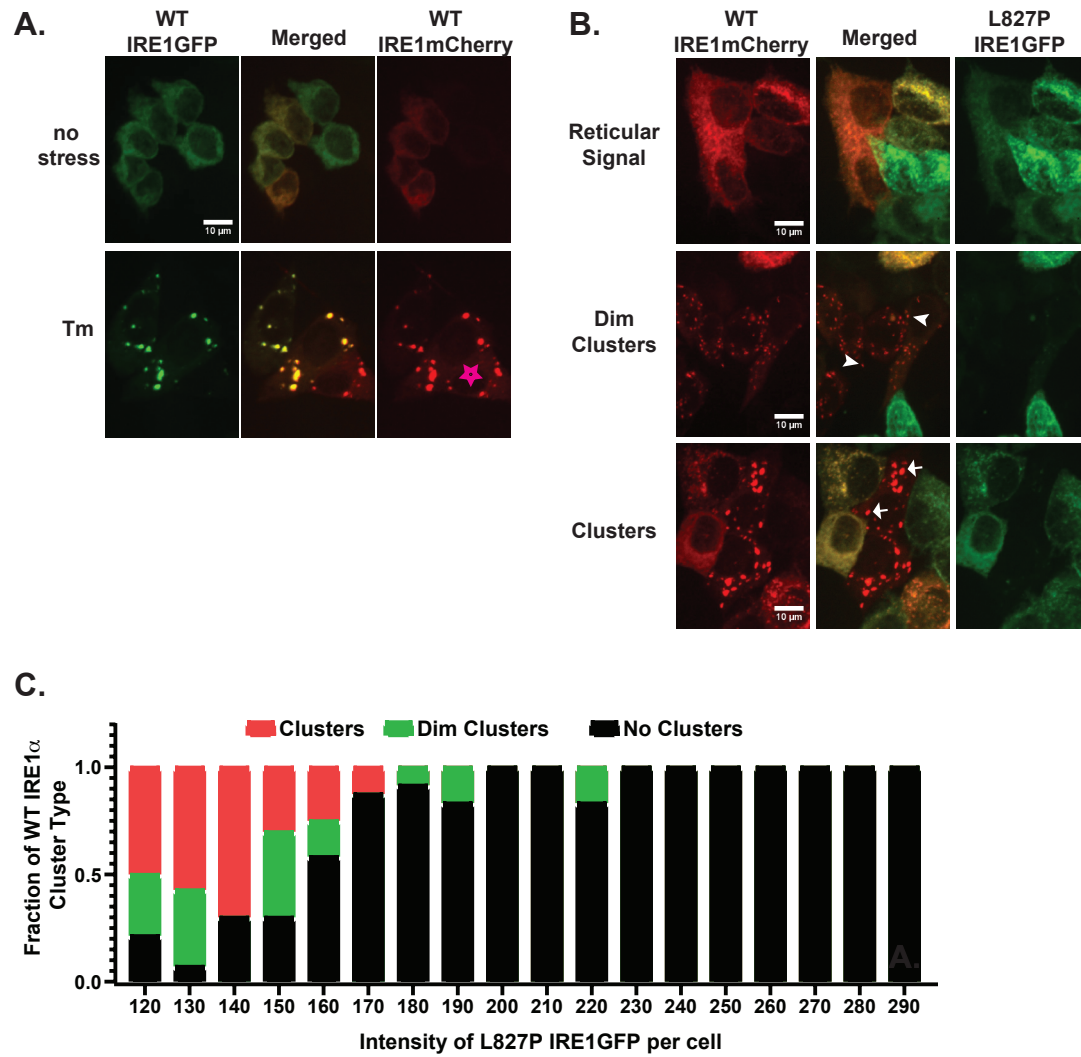 A.
WT
IRE1GFP
Merged
WT
IRE1mCherry
no
stress
10 μm
Tm
B.
WT
IRE1mCherry
Merged
L827P
IRE1GFP
Reticular
Signal
10 μm
Dim
Clusters
10 μm
Clusters
10 μm
C.
Clusters
Dim Clusters
No Clusters
Fraction of WT IRE1α
Cluster Type
1.0
0.5
0.0
A.
120 130 140 150 160 170 180 190 200 210 220 230 240 250 260 270 280 290
Intensity of L827P IRE1GFP per cell